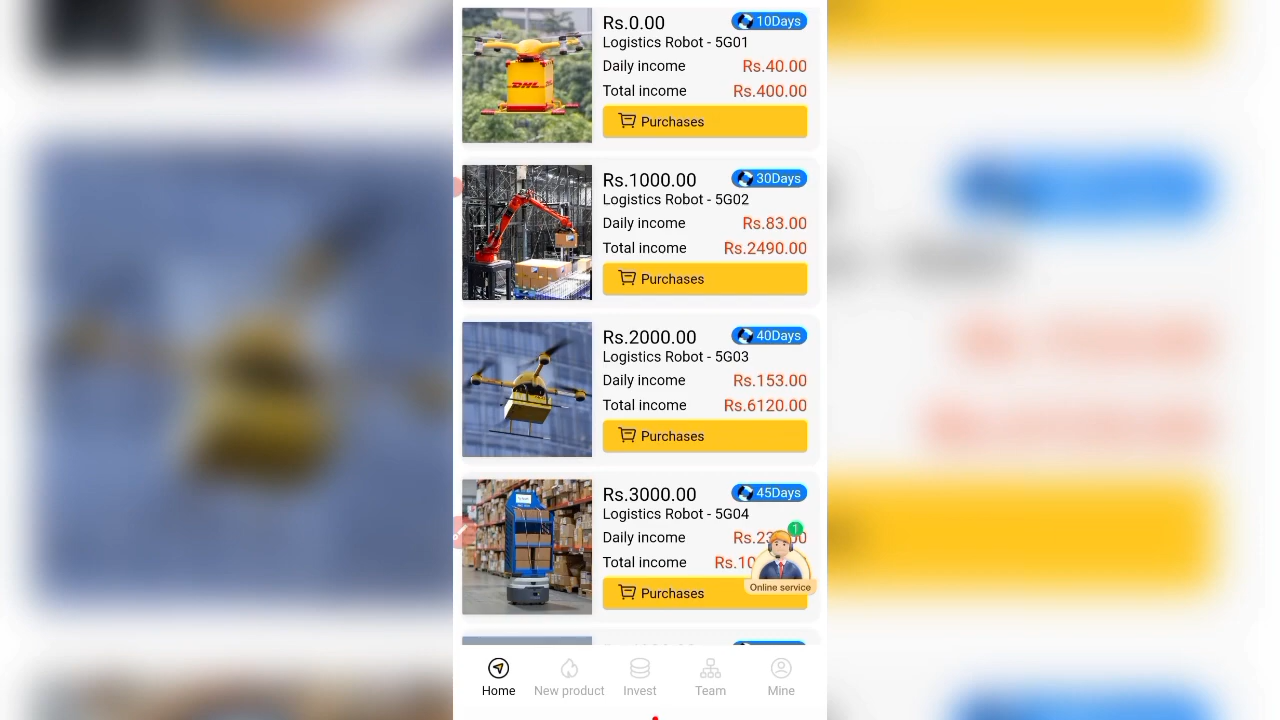 Rs.0.00
10Days
Logistics Robot - 5G01
Daily income Rs.40.00
Total income Rs.400.00
Purchases
DHL
Rs.1000.00
30Days
Logistics Robot - 5G02
Daily income Rs.83.00
Total income Rs.2490.00
Purchases
Rs.2000.00
40Days
Logistics Robot - 5G03
Daily income Rs.153.00
Total income Rs.6120.00
Purchases
Rs.3000.00
45Days
Logistics Robot - 5G04
Daily income
Total income
1
Online service
Purchases
Home New product Invest Team Mine